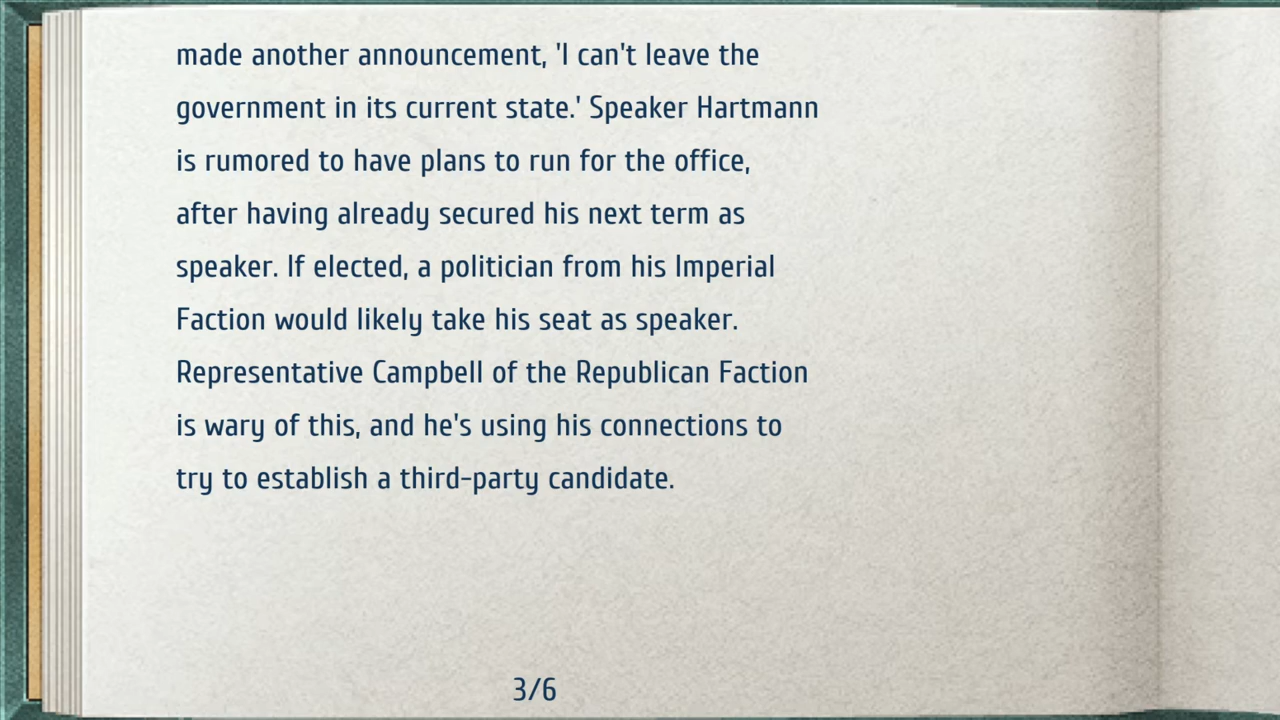 made another announcement, 'I can't leave the
government in its current state.' Speaker Hartmann
is rumored to have plans to run for the office,
after having already secured his next term as
speaker. If elected, a politician from his Imperial
Faction would likely take his seat as speaker.
Representative Campbell of the Republican Faction
is wary of this, and he's using his connections to
try to establish a third-party candidate.
3/6